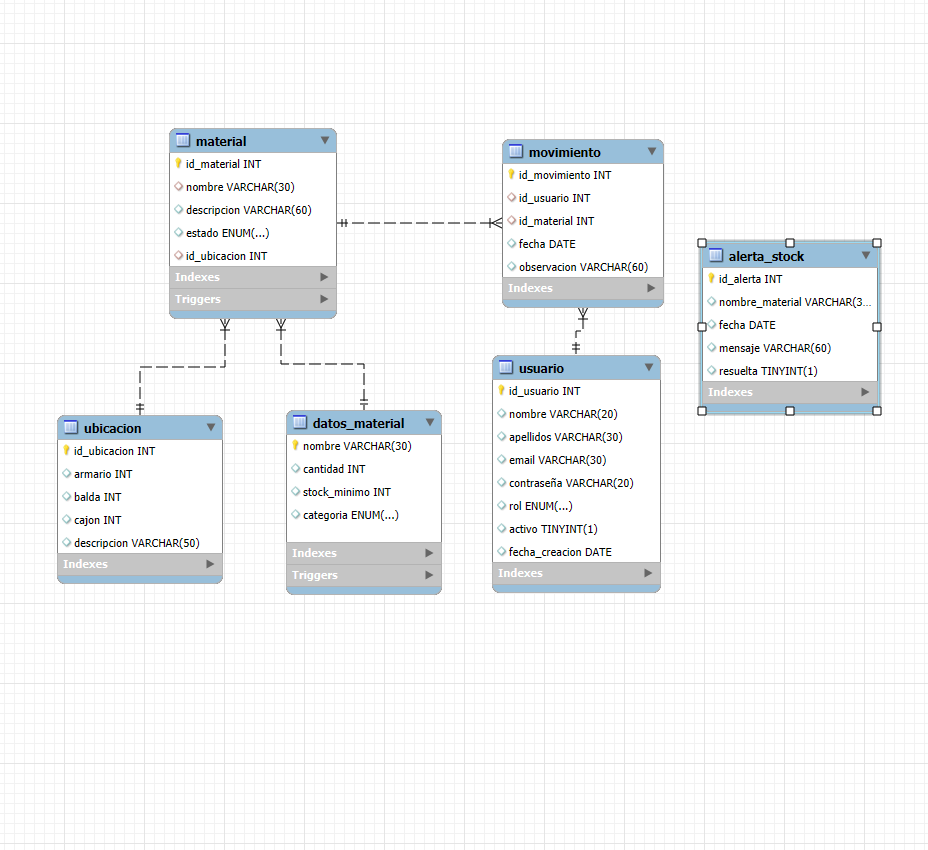 material
id_material INT
nombre VARCHAR(30)
descripcion VARCHAR(60)
estado ENUM(...)
id_ubicacion INT
Indexes
Triggers
movimiento
id_movimiento INT
id_usuario INT
id_material INT
fecha DATE
observacion VARCHAR(60)
Indexes
alerta_stock
id_alerta INT
nombre_material VARCHAR(3...
fecha DATE
mensaje VARCHAR(60)
resuelta TINYINT(1)
Indexes
ubicacion
id_ubicacion INT
armario INT
balda INT
cajon INT
descripcion VARCHAR(50)
Indexes
datos_material
nombre VARCHAR(30)
cantidad INT
stock_minimo INT
categoria ENUM(...)
Indexes
Triggers
usuario
id_usuario INT
nombre VARCHAR(20)
apellidos VARCHAR(30)
email VARCHAR(30)
contraseña VARCHAR(20)
rol ENUM(...)
activo TINYINT(1)
fecha_creacion DATE
Indexes